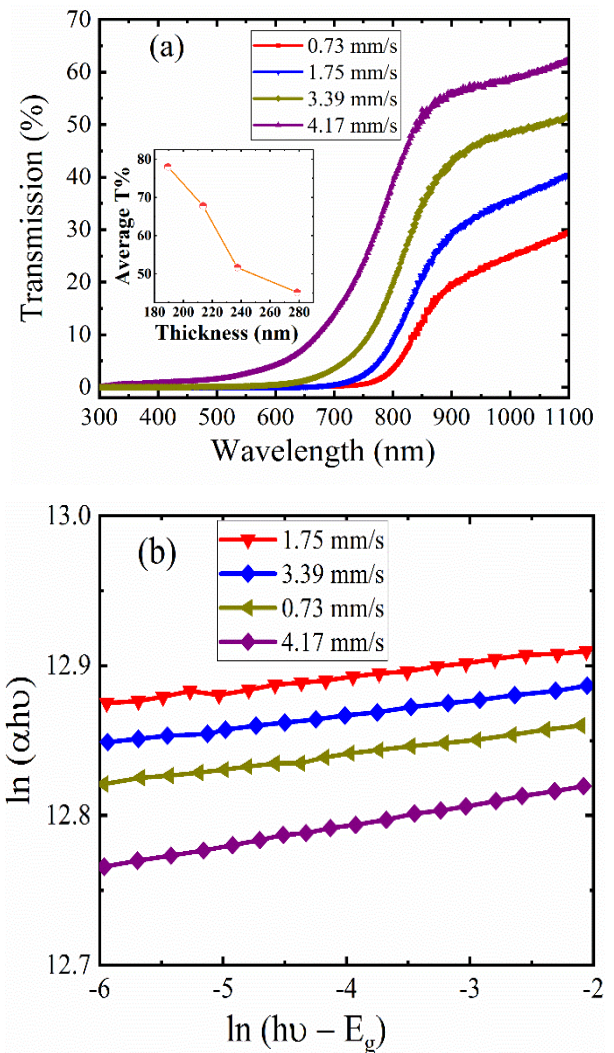 (a)
0.73 mm/s
1.75 mm/s
3.39 mm/s
4.17 mm/s
Transmission (%)
70
60
50
40
30
20
10
0
Average T%
80
70
60
50
180 200 220 240 260 280
Thickness (nm)
300 400 500 600 700 800 900 1000 1100
Wavelength (nm)
(b)
1.75 mm/s
3.39 mm/s
0.73 mm/s
4.17 mm/s
ln (αhυ)
13.0
12.9
12.8
12.7
-6 -5 -4 -3 -2
ln (hυ – Eg)